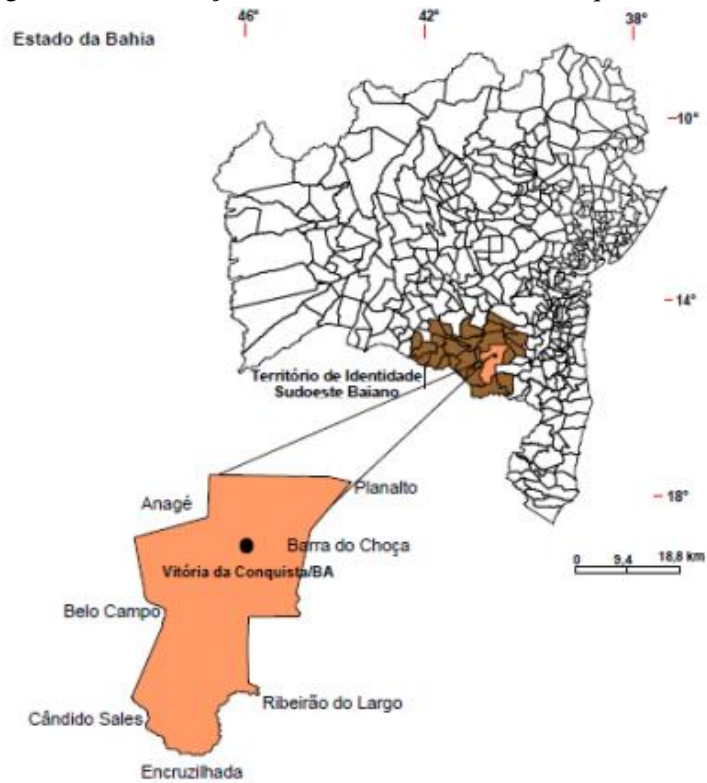 46°
42°
38°
Estado da Bahia
10°
14°
Território de Identidade
Sudoeste Baiano
18°
Planalto
Anagé
Barra do Choça
0 9,4 18,8 km
Vitória da Conquista/BA
Belo Campo
Ribeirão do Largo
Cândido Sales
Encruzilhada